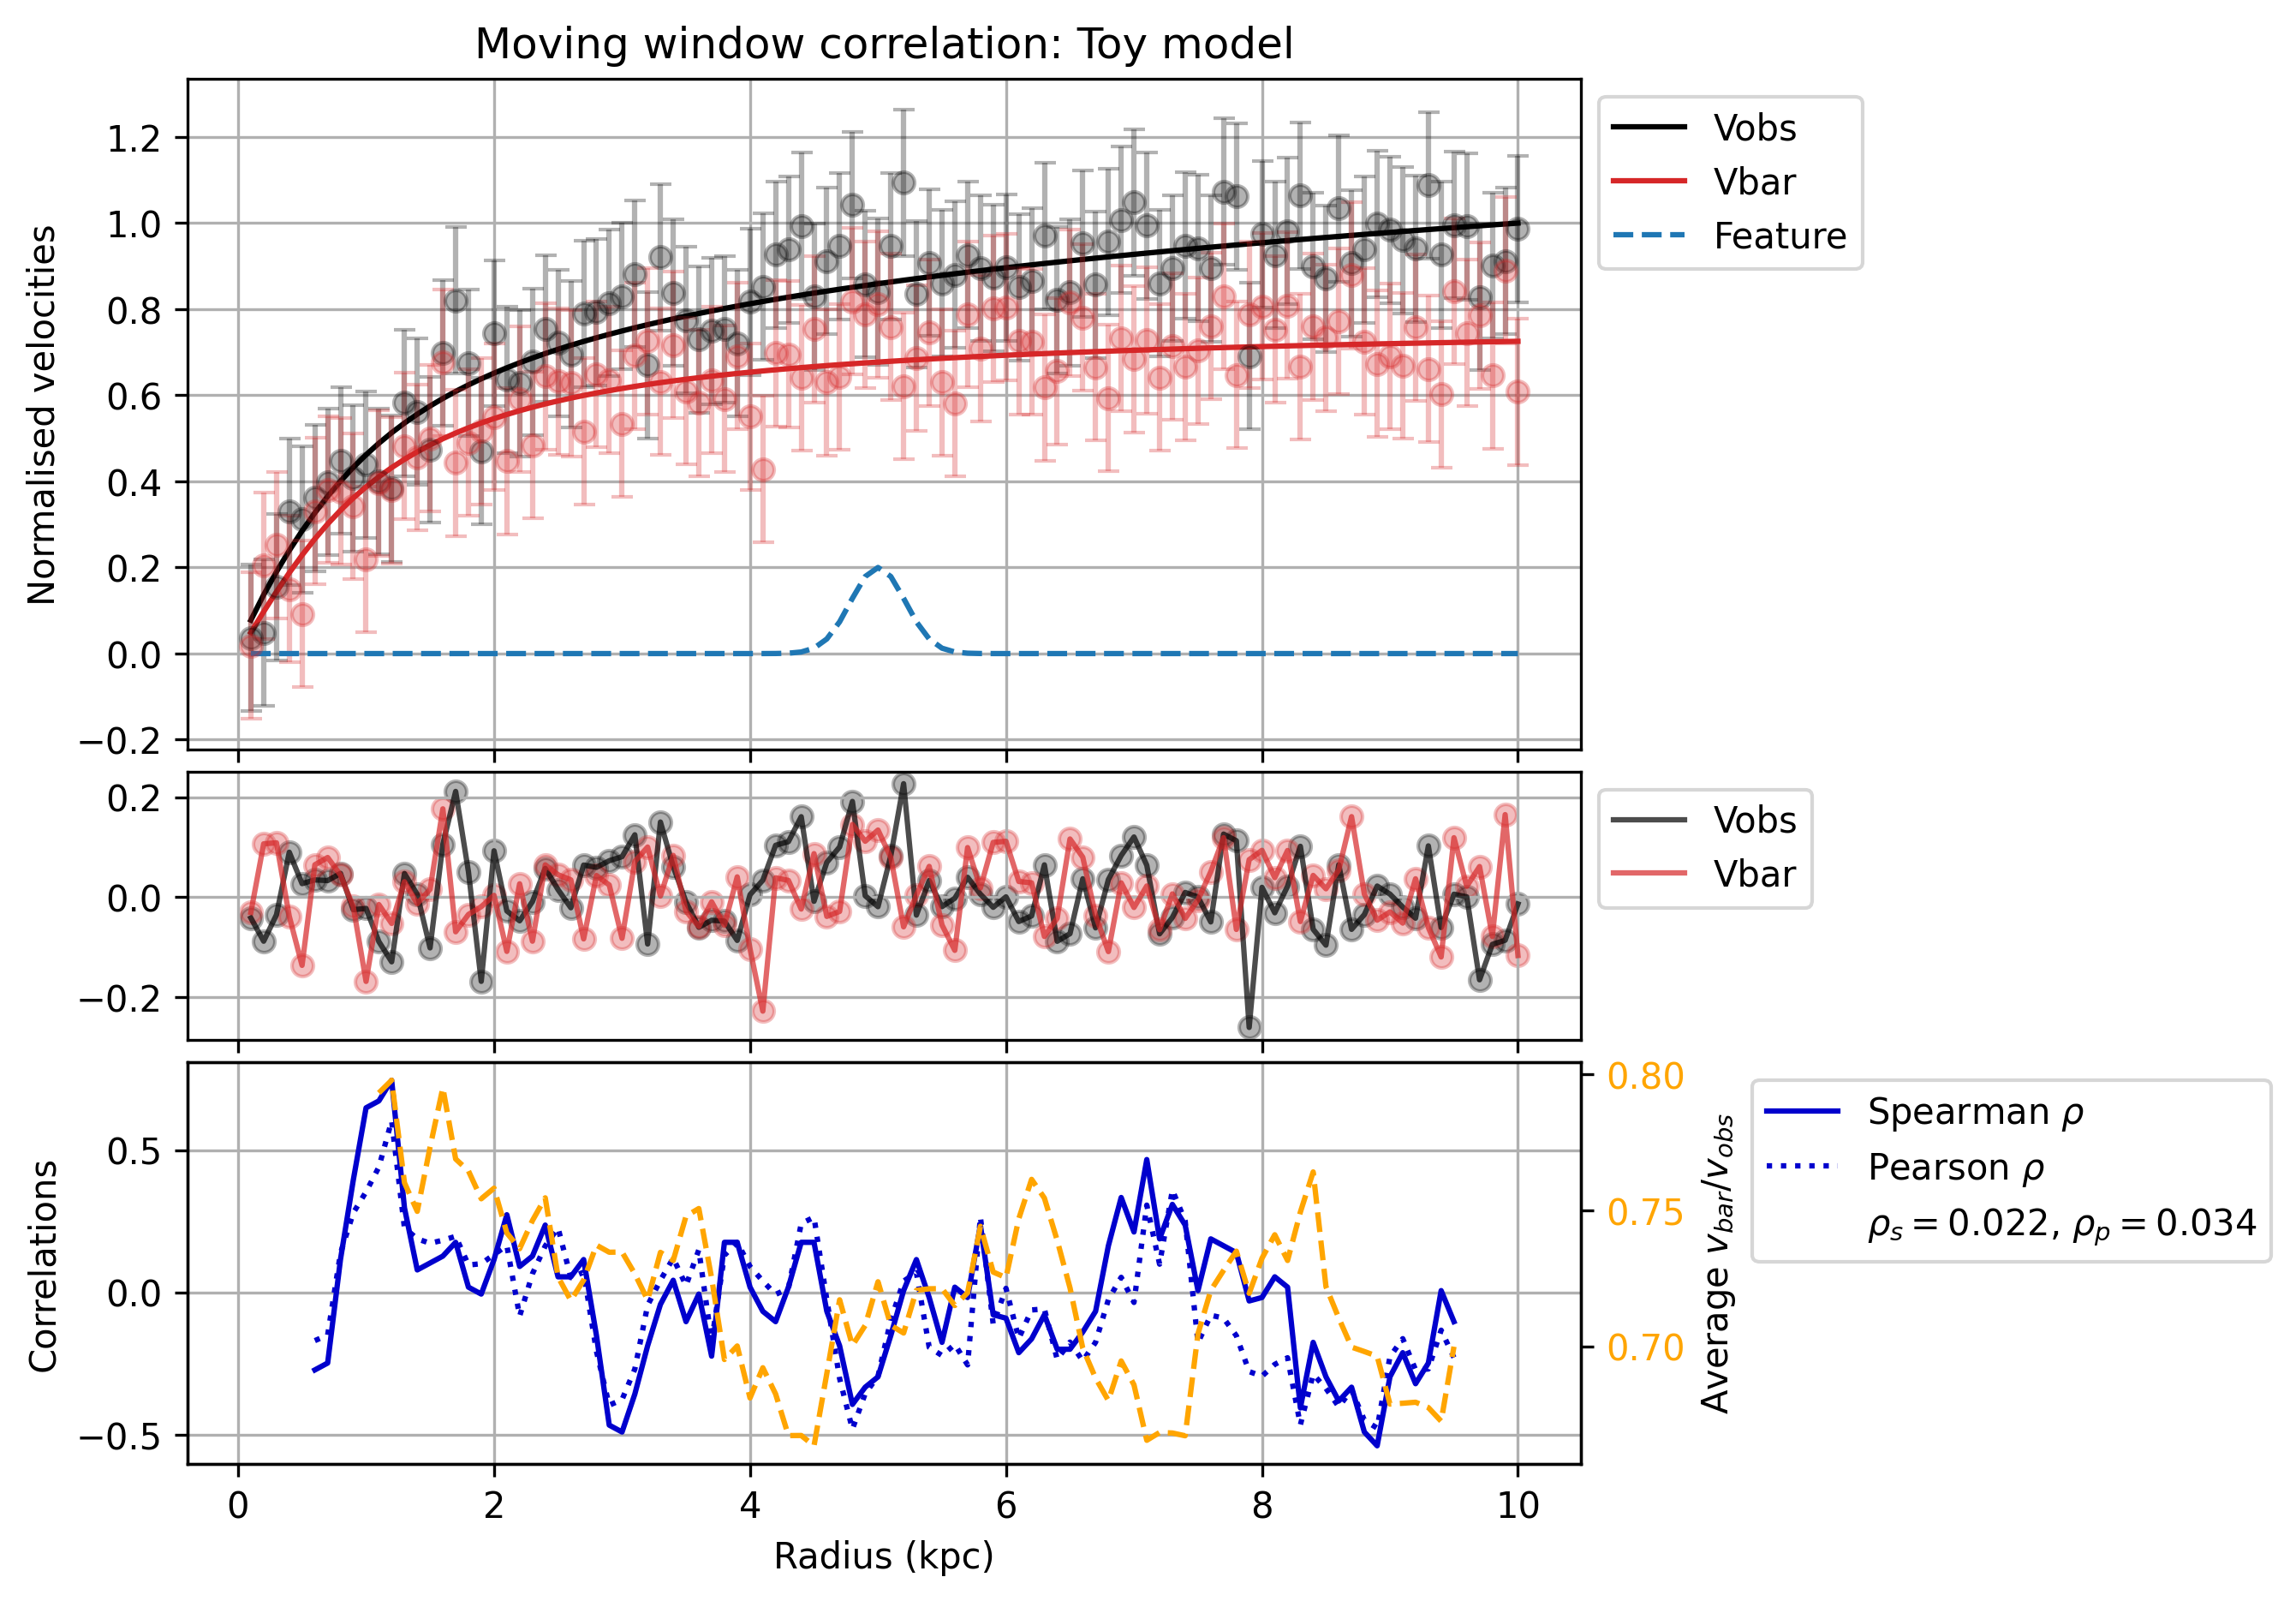 Moving window correlation: Toy model
Normalised velocities
1.2
1.0
0.8
0.6
0.4
0.2
0.0
−0.2
Vobs
Vbar
Feature
0.2
0.0
−0.2
Vobs
Vbar
Correlations
0.5
0.0
−0.5
0.80
0.75
0.70
Average v_bar/v_obs
Spearman ρ
Pearson ρ
ρ_s = 0.022, ρ_p = 0.034
0 2 4 6 8 10
Radius (kpc)